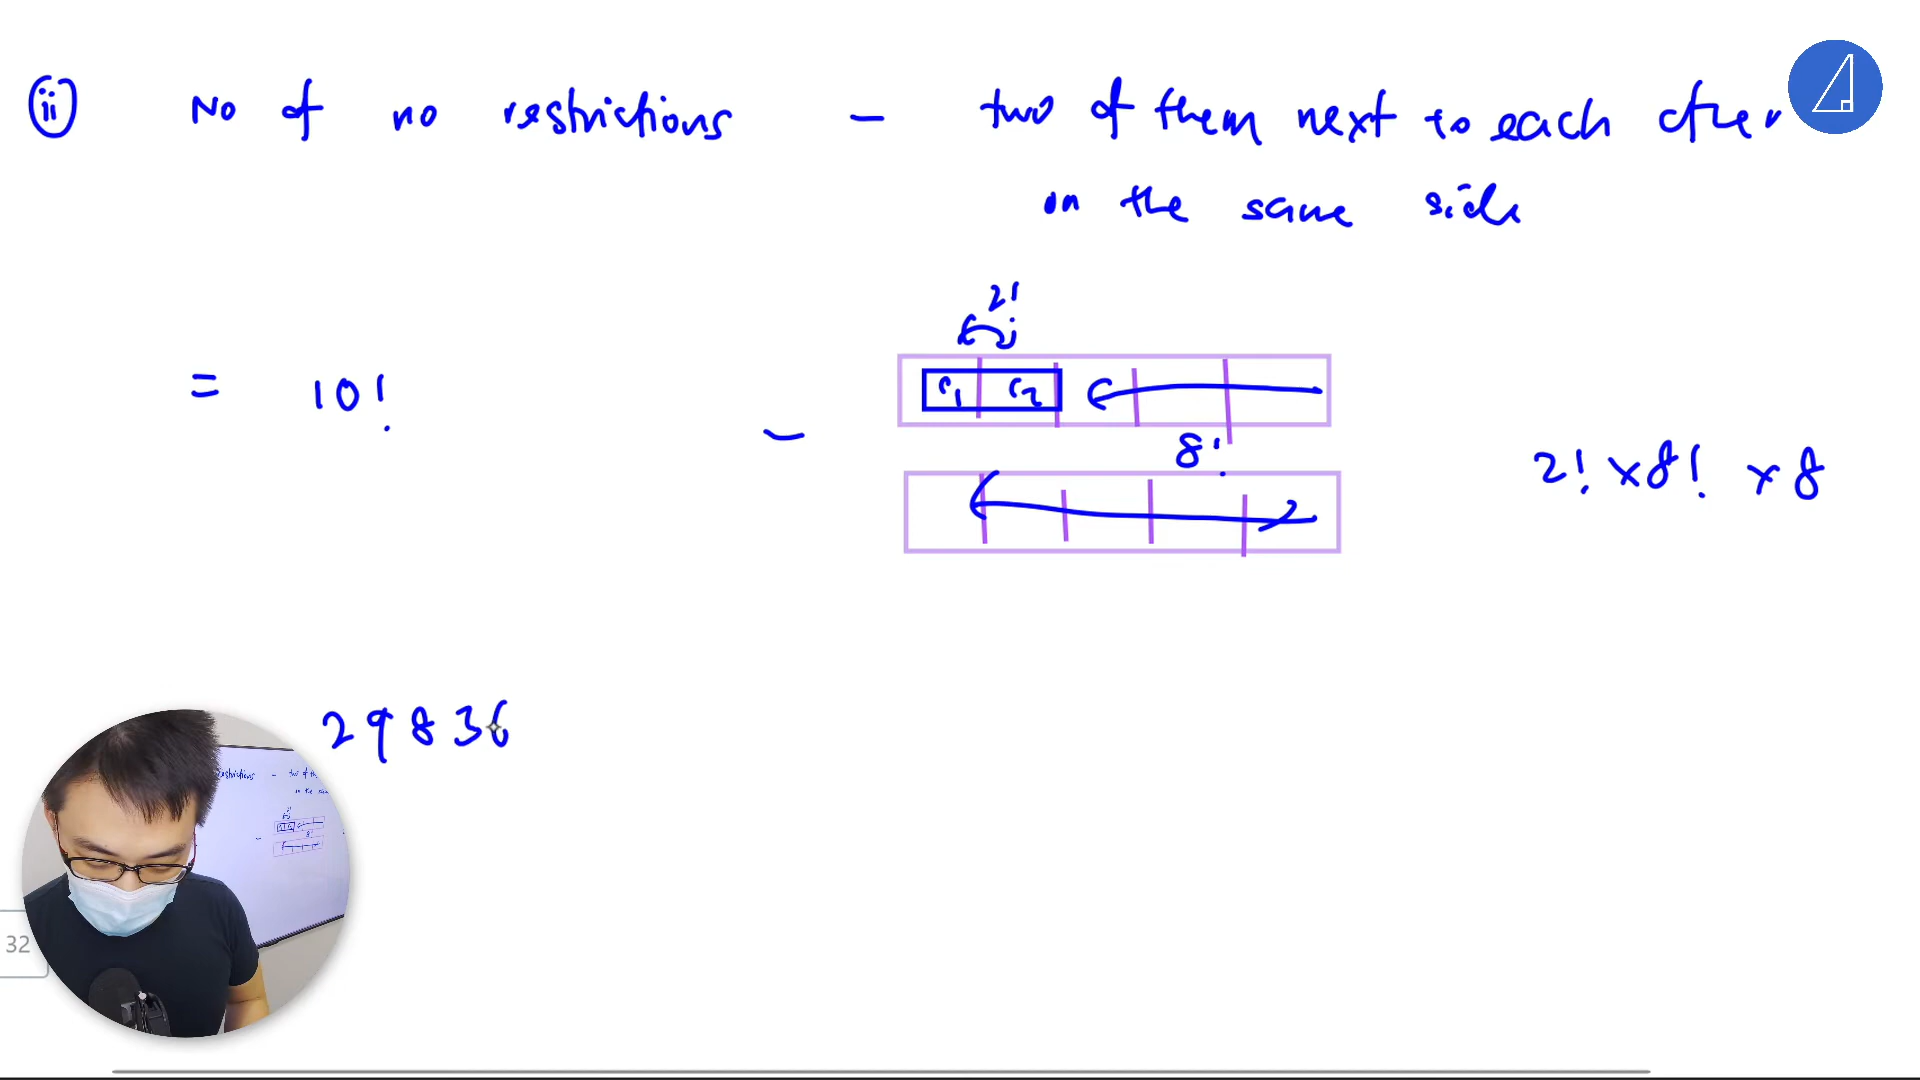 ii No of no restrictions - two of them next to each other
on the same side
2!
= 10! - C1 C2 2! x 8! x 8
8!
29836
32